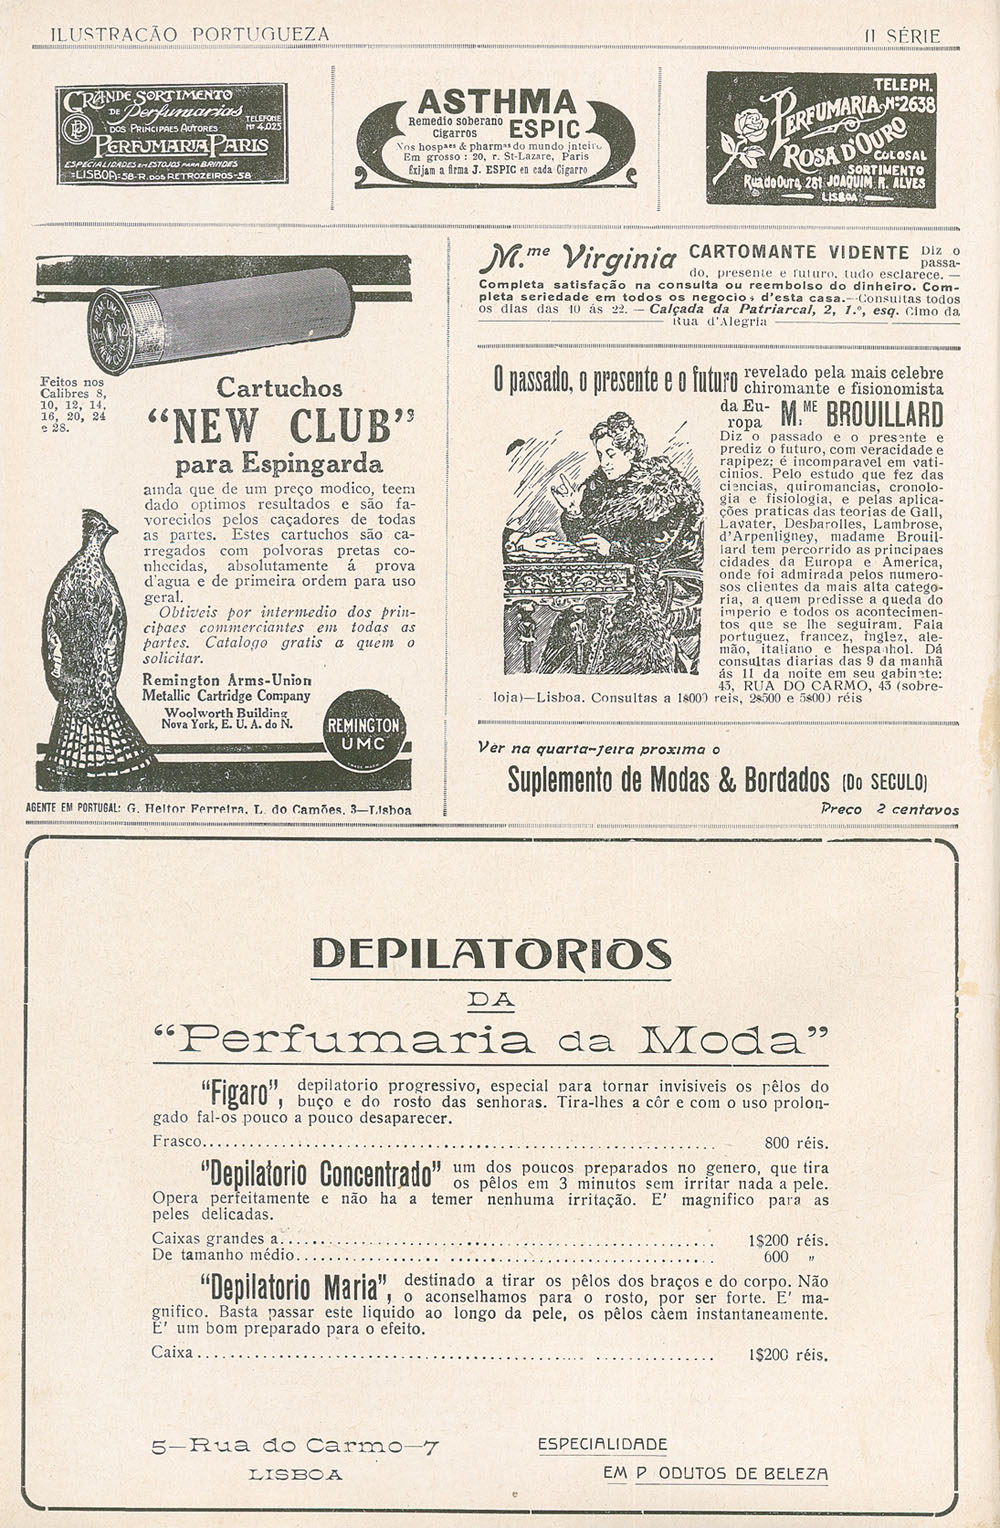 ILUSTRACÃO PORTUGUEZA
II SÉRIE
GRANDE SORTIMENTO
DE Perfumarias
DOS PRINCIPAES AUTORES
TELEFONE
Nº 4.025
PERFUMARIA PARIS
ESPECIALIDADES EM ESTOJOS PARA BRINDES
LISBOA-58-R. DOS RETROZEIROS-58
ASTHMA
Remedio soberano
Cigarros
ESPIC
Nos hospaes & pharmas do mundo inteiro
Em grosso : 20, r. St-Lazare, Paris
Exijam a firma J. ESPIC en cada Cigarro
TELEPH.
PERFUMARIA Nº 2638
ROSA D'OURO
COLOSAL
SORTIMENTO
Rua do Ouro, 281 JOAQUIM R. ALVES
LISBOA
Feitos nos
Calibres 8,
10, 12, 14,
16, 20, 24
e 28.
Cartuchos
“NEW CLUB”
para Espingarda
ainda que de um preço modico, teem
dado optimos resultados e são fa-
vorecidos pelos caçadores de todas
as partes. Estes cartuchos são ca-
rregados com polvoras pretas co-
nhecidas, absolutamente á prova
d'agua e de primeira ordem para uso
geral.
Obtiveis por intermedio dos prin-
cipaes commerciantes em todas as
partes. Catalogo gratis a quem o
solicitar.
Remington Arms-Union
Metallic Cartridge Company
Woolworth Building
Nova York, E. U. A. do N.
REMINGTON
UMC
AGENTE EM PORTUGAL: G. Heitor Ferreira, L. do Camões, 3—Lisboa
M.me Virginia CARTOMANTE VIDENTE Diz o
passa-
do, presente e futuro, tudo esclarece. —
Completa satisfação na consulta ou reembolso do dinheiro. Com-
pleta seriedade em todos os negocios d'esta casa.—Consultas todos
os dias das 10 ás 22. — Calçada da Patriarcal, 2, 1.º, esq. Cimo da
Rua d'Alegria
O passado, o presente e o futuro revelado pela mais celebre
chiromante e fisionomista
da Eu-
ropa M.ME BROUILLARD
Diz o passado e o presente e
prediz o futuro, com veracidade e
rapipez; é incomparavel em vati-
cinios. Pelo estudo que fez das
ciencias, quiromancias, cronolo-
gia e fisiologia, e pelas aplica-
ções praticas das teorias de Gall,
Lavater, Desbarolles, Lambrose,
d'Arpenligney, madame Brouil-
lard tem percorrido as principaes
cidades da Europa e America,
onde foi admirada pelos numero-
sos clientes da mais alta catego-
ria, a quem predisse a queda do
imperio e todos os acontecimen-
tos que se lhe seguiram. Fala
portuguez, francez, inglez, ale-
mão, italiano e hespanhol. Dá
consultas diarias das 9 da manhã
ás 11 da noite em seu gabinete:
43, RUA DO CARMO, 43 (sobre-
loja)—Lisboa. Consultas a 1$000 reis, 2$500 e 5$000 réis
Ver na quarta-feira proxima o
Suplemento de Modas & Bordados (Do SECULO)
Preço 2 centavos
DEPILATORIOS
DA
“Perfumaria da Moda”
“Figaro”, depilatorio progressivo, especial para tornar invisiveis os pêlos do
buço e do rosto das senhoras. Tira-lhes a côr e com o uso prolon-
gado fal-os pouco a pouco desaparecer.
Frasco.......... 800 réis.
“Depilatorio Concentrado” um dos poucos preparados no genero, que tira
os pêlos em 3 minutos sem irritar nada a pele.
Opera perfeitamente e não ha a temer nenhuma irritação. E' magnifico para as
peles delicadas.
Caixas grandes a.......... 1$200 réis.
De tamanho médio.......... 600 "
“Depilatorio Maria”, destinado a tirar os pêlos dos braços e do corpo. Não
o aconselhamos para o rosto, por ser forte. E' ma-
gnifico. Basta passar este liquido ao longo da pele, os pêlos càem instantaneamente.
E' um bom preparado para o efeito.
Caixa.......... 1$200 réis.
5—Rua do Carmo—7
LISBOA
ESPECIALIDADE
EM P ODUTOS DE BELEZA